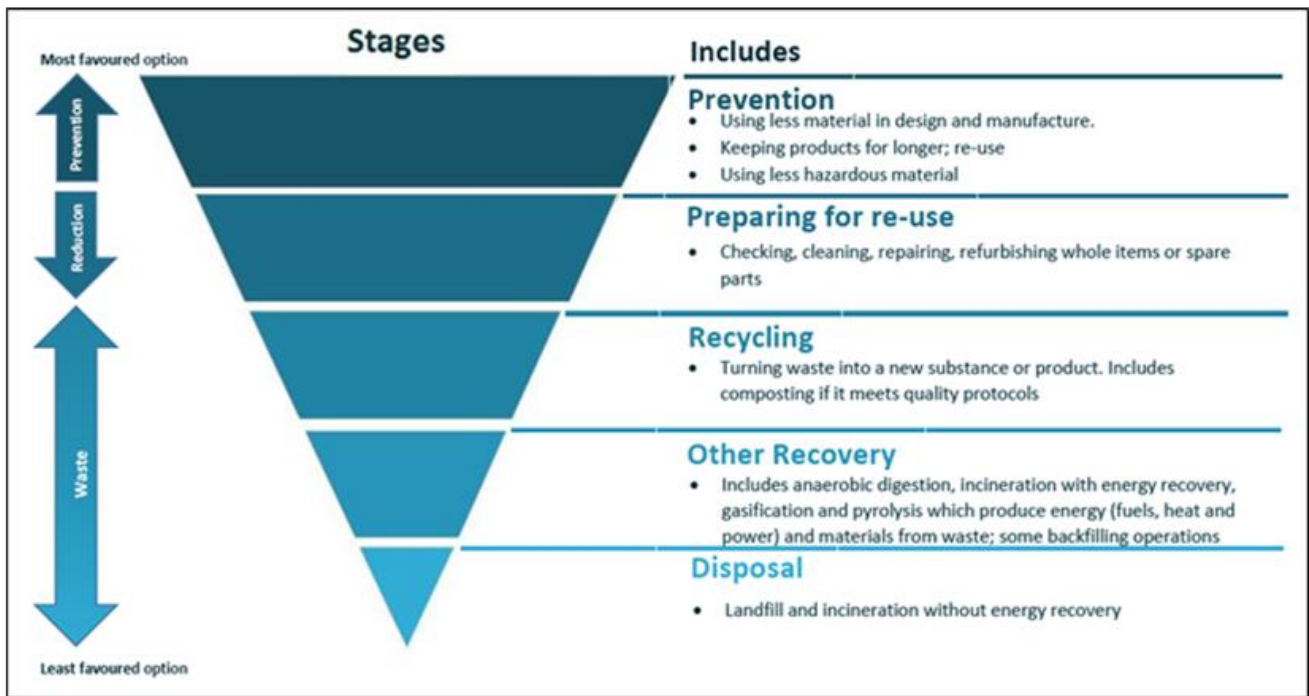 Stages
Includes
Most favoured option
Prevention
Reduction
Waste
Least favoured option
Prevention
• Using less material in design and manufacture.
• Keeping products for longer; re-use
• Using less hazardous material
Preparing for re-use
• Checking, cleaning, repairing, refurbishing whole items or spare
parts
Recycling
• Turning waste into a new substance or product. Includes
composting if it meets quality protocols
Other Recovery
• Includes anaerobic digestion, incineration with energy recovery,
gasification and pyrolysis which produce energy (fuels, heat and
power) and materials from waste; some backfilling operations
Disposal
• Landfill and incineration without energy recovery